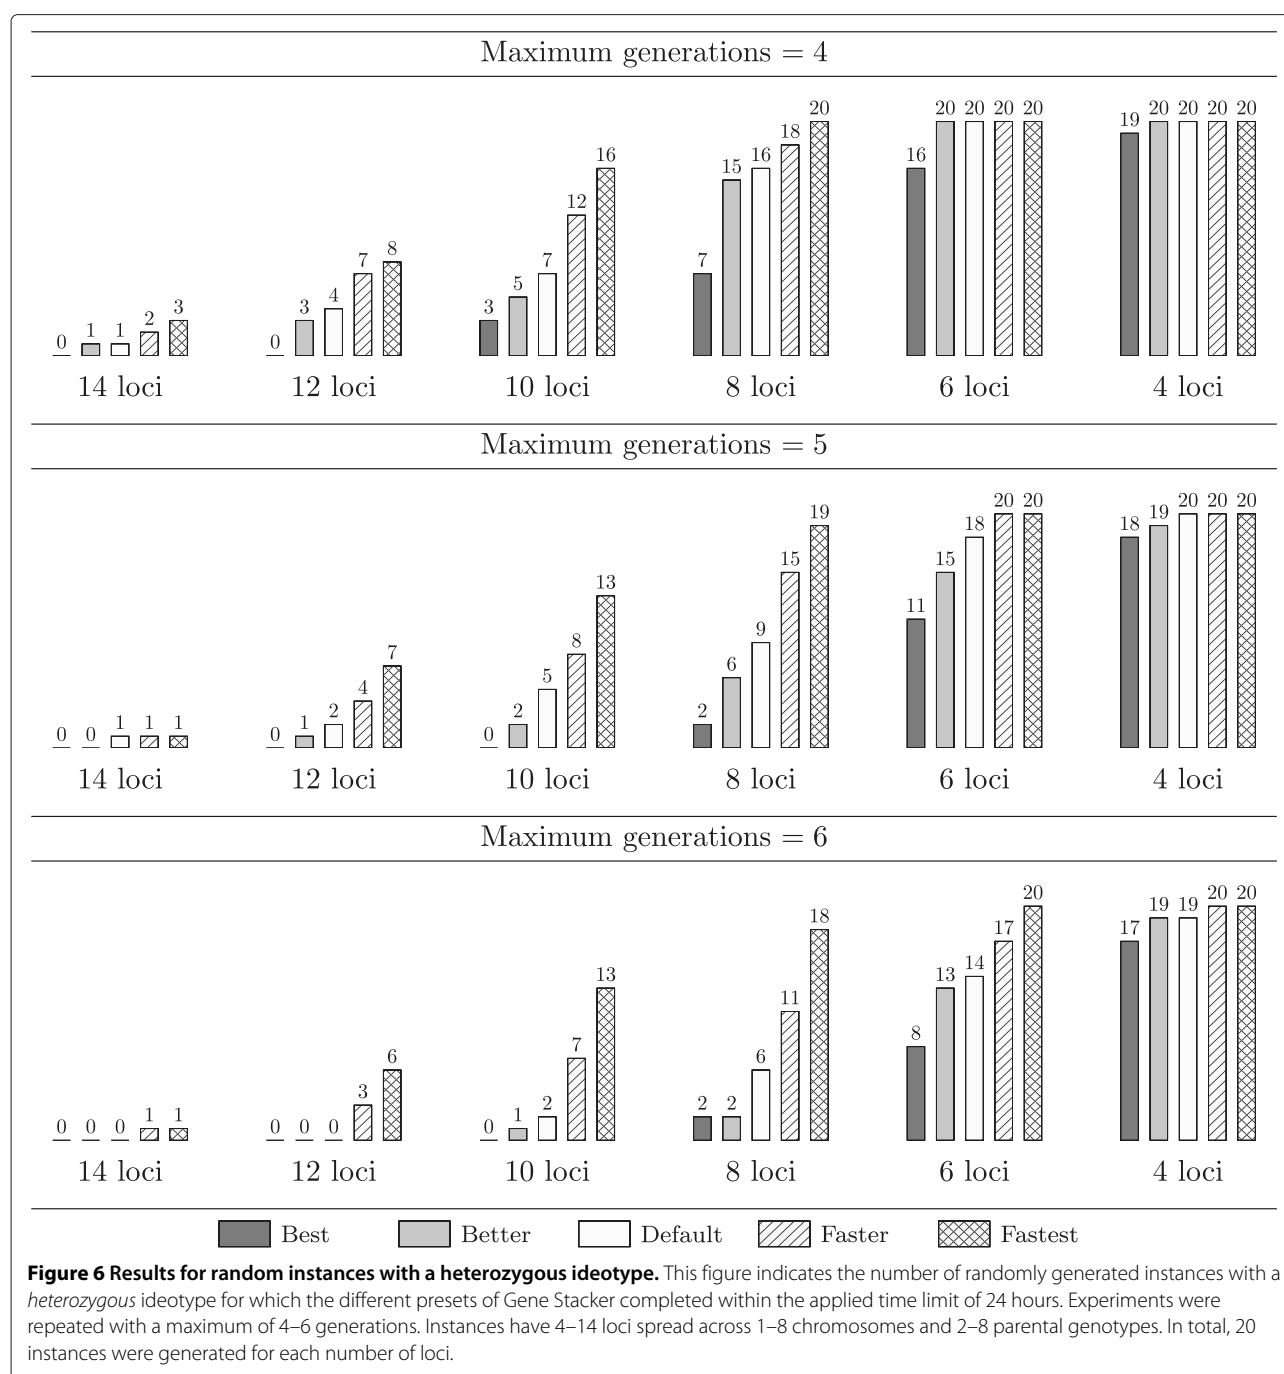 Maximum generations = 4
0 1 1 2 3 0 3 4 7 8 3 5 7 12 16 7 15 16 18 20 16 20 20 20 20 19 20 20 20 20
14 loci 12 loci 10 loci 8 loci 6 loci 4 loci
Maximum generations = 5
0 0 1 1 1 0 1 2 4 7 0 2 5 8 13 2 6 9 15 19 11 15 18 20 20 18 19 20 20 20
14 loci 12 loci 10 loci 8 loci 6 loci 4 loci
Maximum generations = 6
0 0 0 1 1 0 0 0 3 6 0 1 2 7 13 2 2 6 11 18 8 13 14 17 20 17 19 19 20 20
14 loci 12 loci 10 loci 8 loci 6 loci 4 loci
Best Better Default Faster Fastest
Figure 6 Results for random instances with a heterozygous ideotype. This figure indicates the number of randomly generated instances with a
heterozygous ideotype for which the different presets of Gene Stacker completed within the applied time limit of 24 hours. Experiments were
repeated with a maximum of 4–6 generations. Instances have 4–14 loci spread across 1–8 chromosomes and 2–8 parental genotypes. In total, 20
instances were generated for each number of loci.